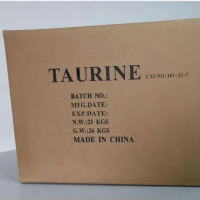 TAURINE CAS NO: 107-35-7
BATCH NO.:
MFG.DATE:
EXP.DATE:
N.W.:25 KGS
G.W.:26 KGS
MADE IN CHINA